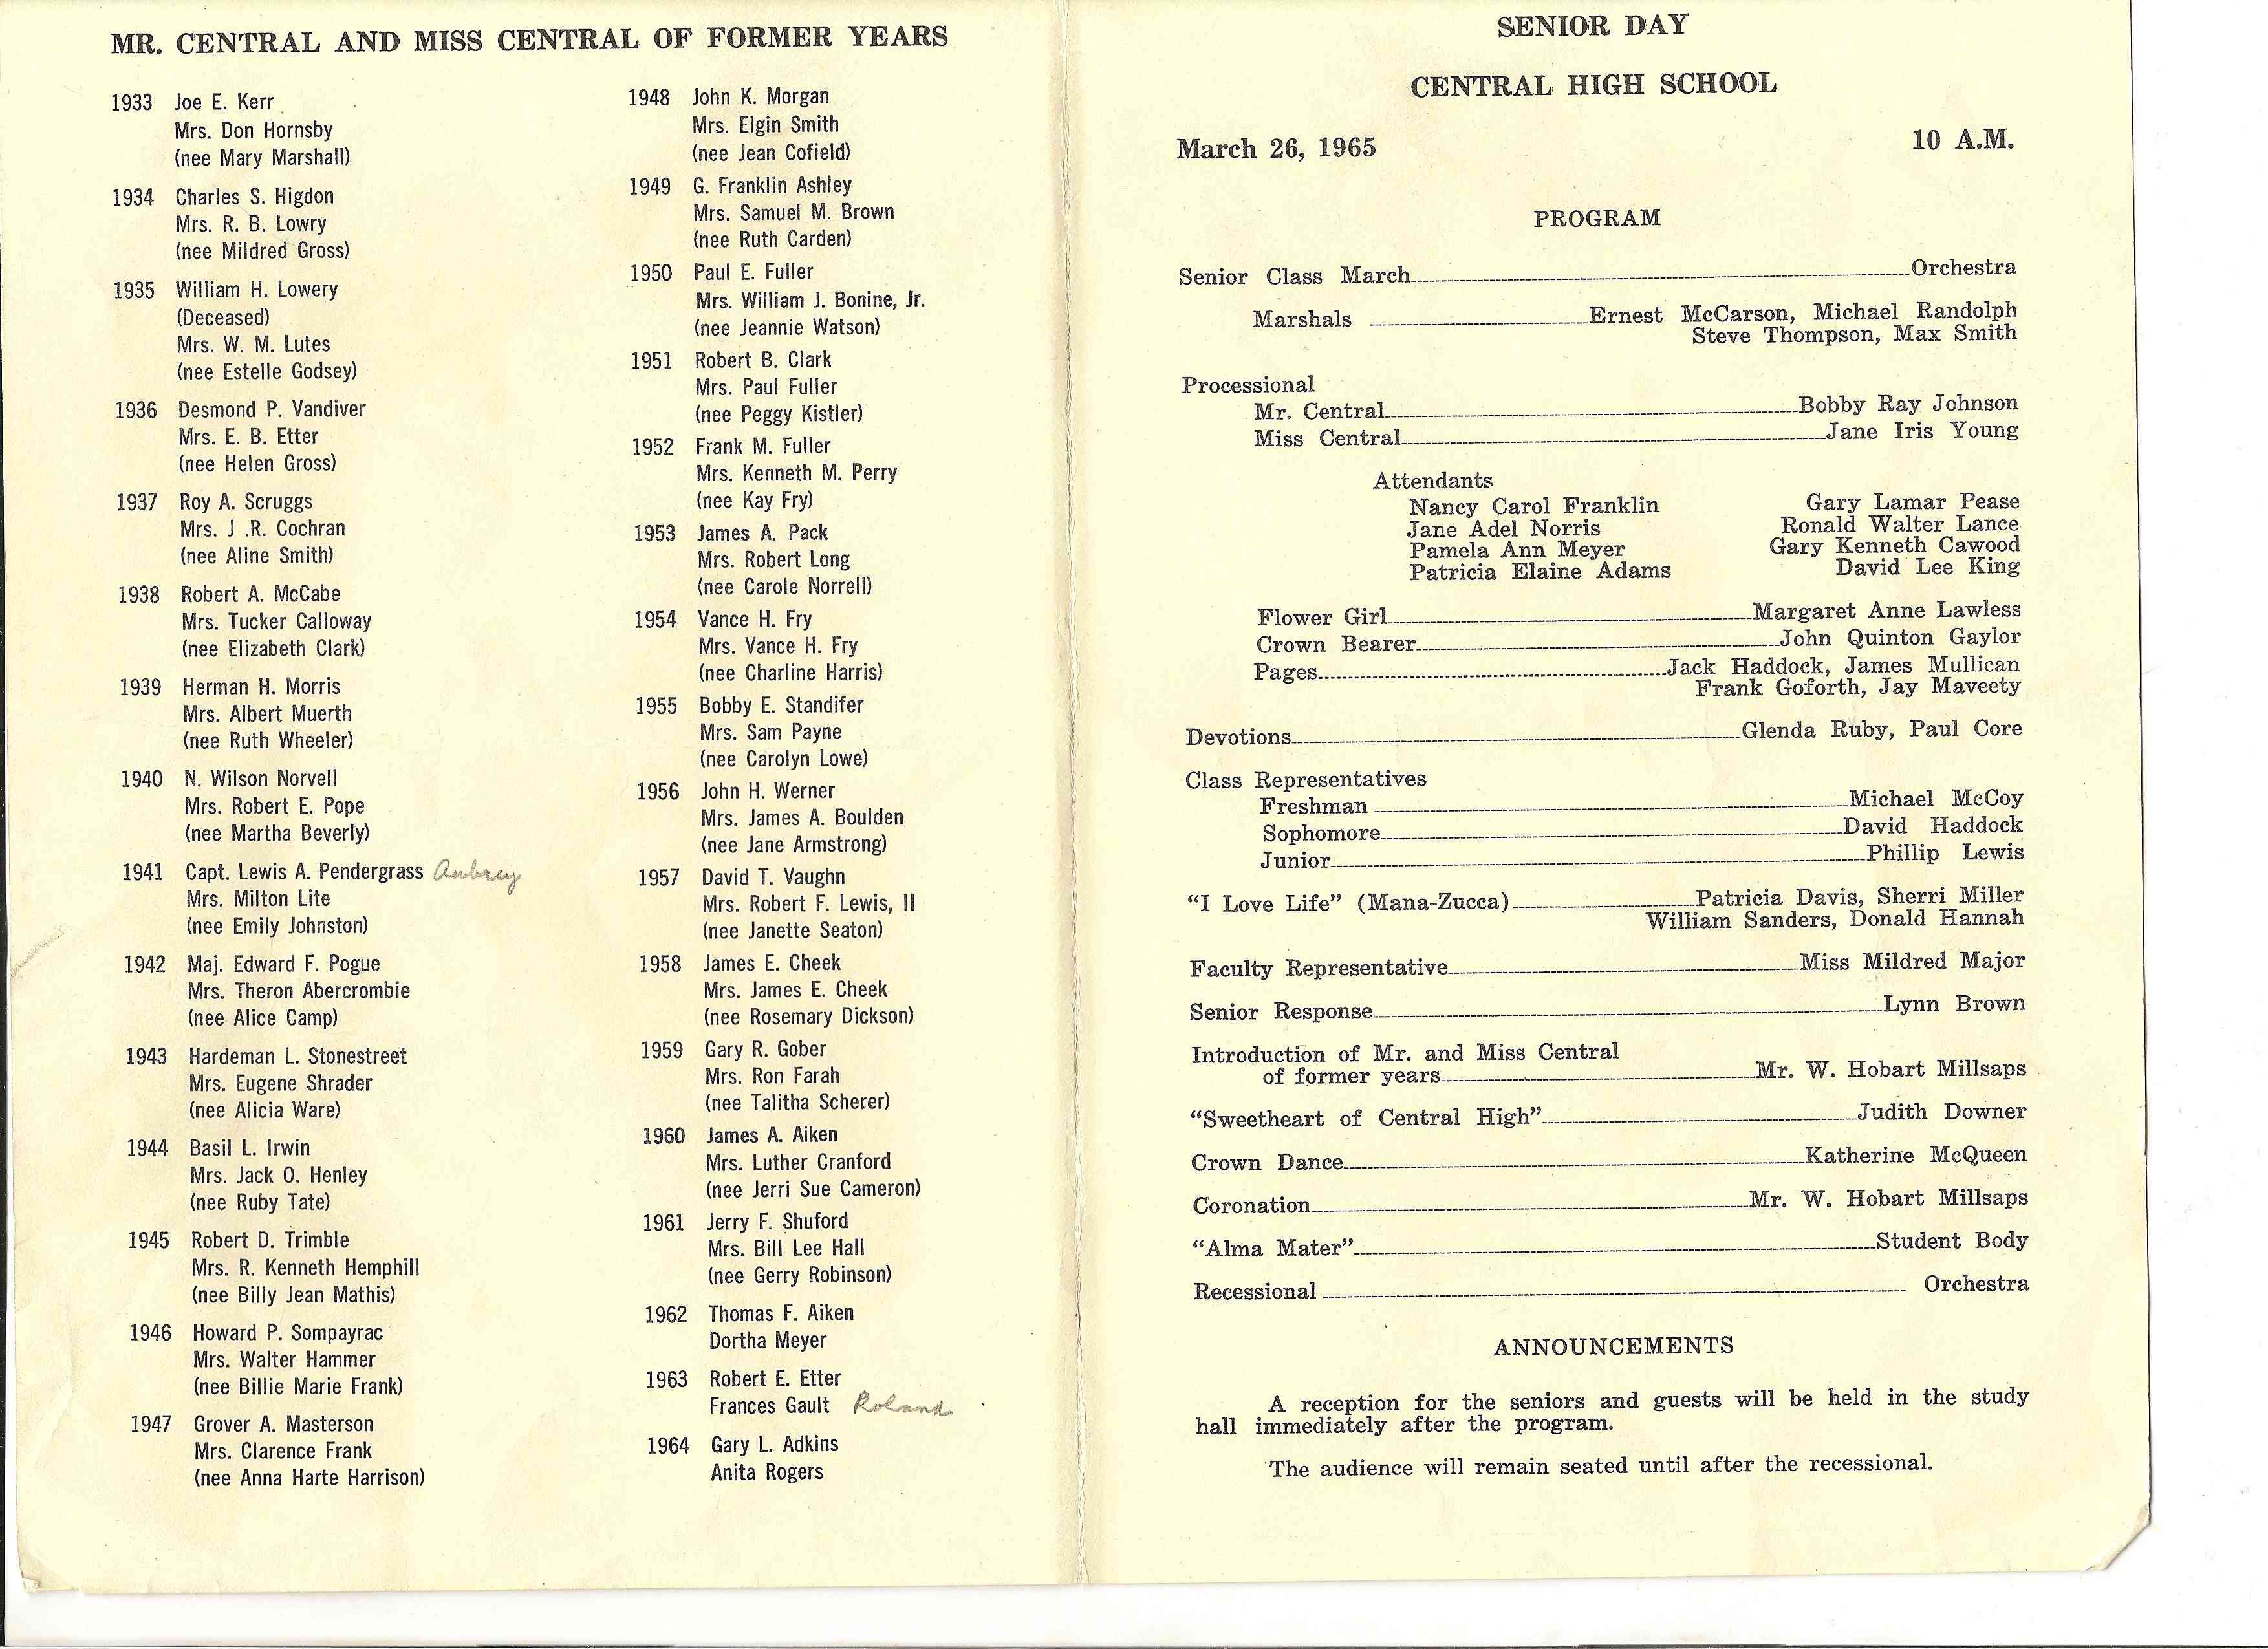 MR. CENTRAL AND MISS CENTRAL OF FORMER YEARS
1933 Joe E. Kerr
Mrs. Don Hornsby
(nee Mary Marshall)
1934 Charles S. Higdon
Mrs. R. B. Lowry
(nee Mildred Gross)
1935 William H. Lowery
(Deceased)
Mrs. W. M. Lutes
(nee Estelle Godsey)
1936 Desmond P. Vandiver
Mrs. E. B. Etter
(nee Helen Gross)
1937 Roy A. Scruggs
Mrs. J .R. Cochran
(nee Aline Smith)
1938 Robert A. McCabe
Mrs. Tucker Calloway
(nee Elizabeth Clark)
1939 Herman H. Morris
Mrs. Albert Muerth
(nee Ruth Wheeler)
1940 N. Wilson Norvell
Mrs. Robert E. Pope
(nee Martha Beverly)
1941 Capt. Lewis A. Pendergrass Aubrey
Mrs. Milton Lite
(nee Emily Johnston)
1942 Maj. Edward F. Pogue
Mrs. Theron Abercrombie
(nee Alice Camp)
1943 Hardeman L. Stonestreet
Mrs. Eugene Shrader
(nee Alicia Ware)
1944 Basil L. Irwin
Mrs. Jack O. Henley
(nee Ruby Tate)
1945 Robert D. Trimble
Mrs. R. Kenneth Hemphill
(nee Billy Jean Mathis)
1946 Howard P. Sompayrac
Mrs. Walter Hammer
(nee Billie Marie Frank)
1947 Grover A. Masterson
Mrs. Clarence Frank
(nee Anna Harte Harrison)
1948 John K. Morgan
Mrs. Elgin Smith
(nee Jean Cofield)
1949 G. Franklin Ashley
Mrs. Samuel M. Brown
(nee Ruth Carden)
1950 Paul E. Fuller
Mrs. William J. Bonine, Jr.
(nee Jeannie Watson)
1951 Robert B. Clark
Mrs. Paul Fuller
(nee Peggy Kistler)
1952 Frank M. Fuller
Mrs. Kenneth M. Perry
(nee Kay Fry)
1953 James A. Pack
Mrs. Robert Long
(nee Carole Norrell)
1954 Vance H. Fry
Mrs. Vance H. Fry
(nee Charline Harris)
1955 Bobby E. Standifer
Mrs. Sam Payne
(nee Carolyn Lowe)
1956 John H. Werner
Mrs. James A. Boulden
(nee Jane Armstrong)
1957 David T. Vaughn
Mrs. Robert F. Lewis, II
(nee Janette Seaton)
1958 James E. Cheek
Mrs. James E. Cheek
(nee Rosemary Dickson)
1959 Gary R. Gober
Mrs. Ron Farah
(nee Talitha Scherer)
1960 James A. Aiken
Mrs. Luther Cranford
(nee Jerri Sue Cameron)
1961 Jerry F. Shuford
Mrs. Bill Lee Hall
(nee Gerry Robinson)
1962 Thomas F. Aiken
Dortha Meyer
1963 Robert E. Etter
Frances Gault Roland
1964 Gary L. Adkins
Anita Rogers
SENIOR DAY
CENTRAL HIGH SCHOOL
March 26, 1965 10 A.M.
PROGRAM
Senior Class March Orchestra
Marshals Ernest McCarson, Michael Randolph
Steve Thompson, Max Smith
Processional
Mr. Central Bobby Ray Johnson
Miss Central Jane Iris Young
Attendants
Nancy Carol Franklin Gary Lamar Pease
Jane Adel Norris Ronald Walter Lance
Pamela Ann Meyer Gary Kenneth Cawood
Patricia Elaine Adams David Lee King
Flower Girl Margaret Anne Lawless
Crown Bearer John Quinton Gaylor
Pages Jack Haddock, James Mullican
Frank Goforth, Jay Maveety
Devotions Glenda Ruby, Paul Core
Class Representatives
Freshman Michael McCoy
Sophomore David Haddock
Junior Phillip Lewis
“I Love Life” (Mana-Zucca) Patricia Davis, Sherri Miller
William Sanders, Donald Hannah
Faculty Representative Miss Mildred Major
Senior Response Lynn Brown
Introduction of Mr. and Miss Central
of former years Mr. W. Hobart Millsaps
“Sweetheart of Central High” Judith Downer
Crown Dance Katherine McQueen
Coronation Mr. W. Hobart Millsaps
“Alma Mater” Student Body
Recessional Orchestra
ANNOUNCEMENTS
A reception for the seniors and guests will be held in the study
hall immediately after the program.
The audience will remain seated until after the recessional.